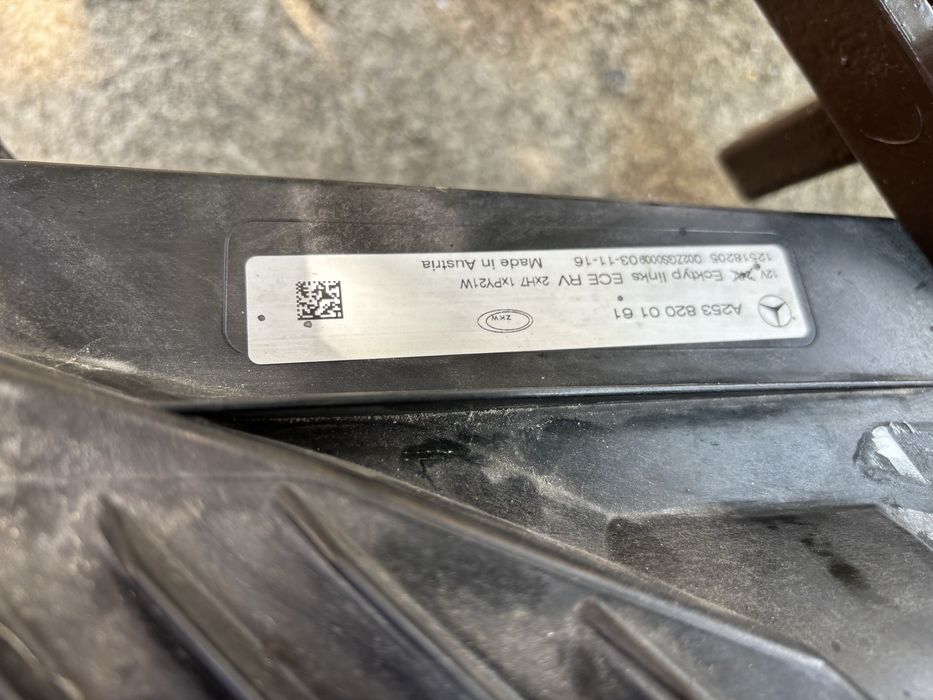 A253 820 01 61
ZKW
12V Ecktyp links ECE RV 2xH7 1xPY21W
12518205 00ZGS00009 03-11-16
Made in Austria